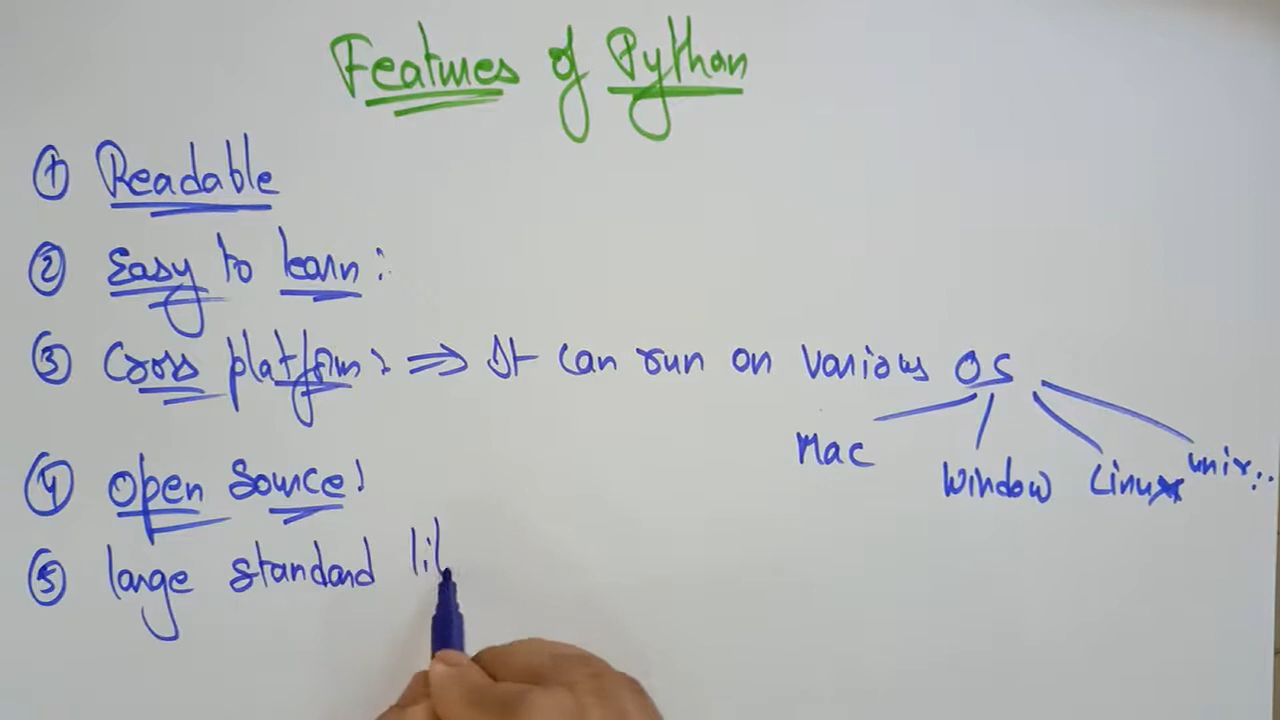 Features of Python
① Readable
② Easy to learn:
③ Cross platform: ⇒ It can run on various OS
Mac Window Linux unix..
④ open source:
⑤ large standard lib